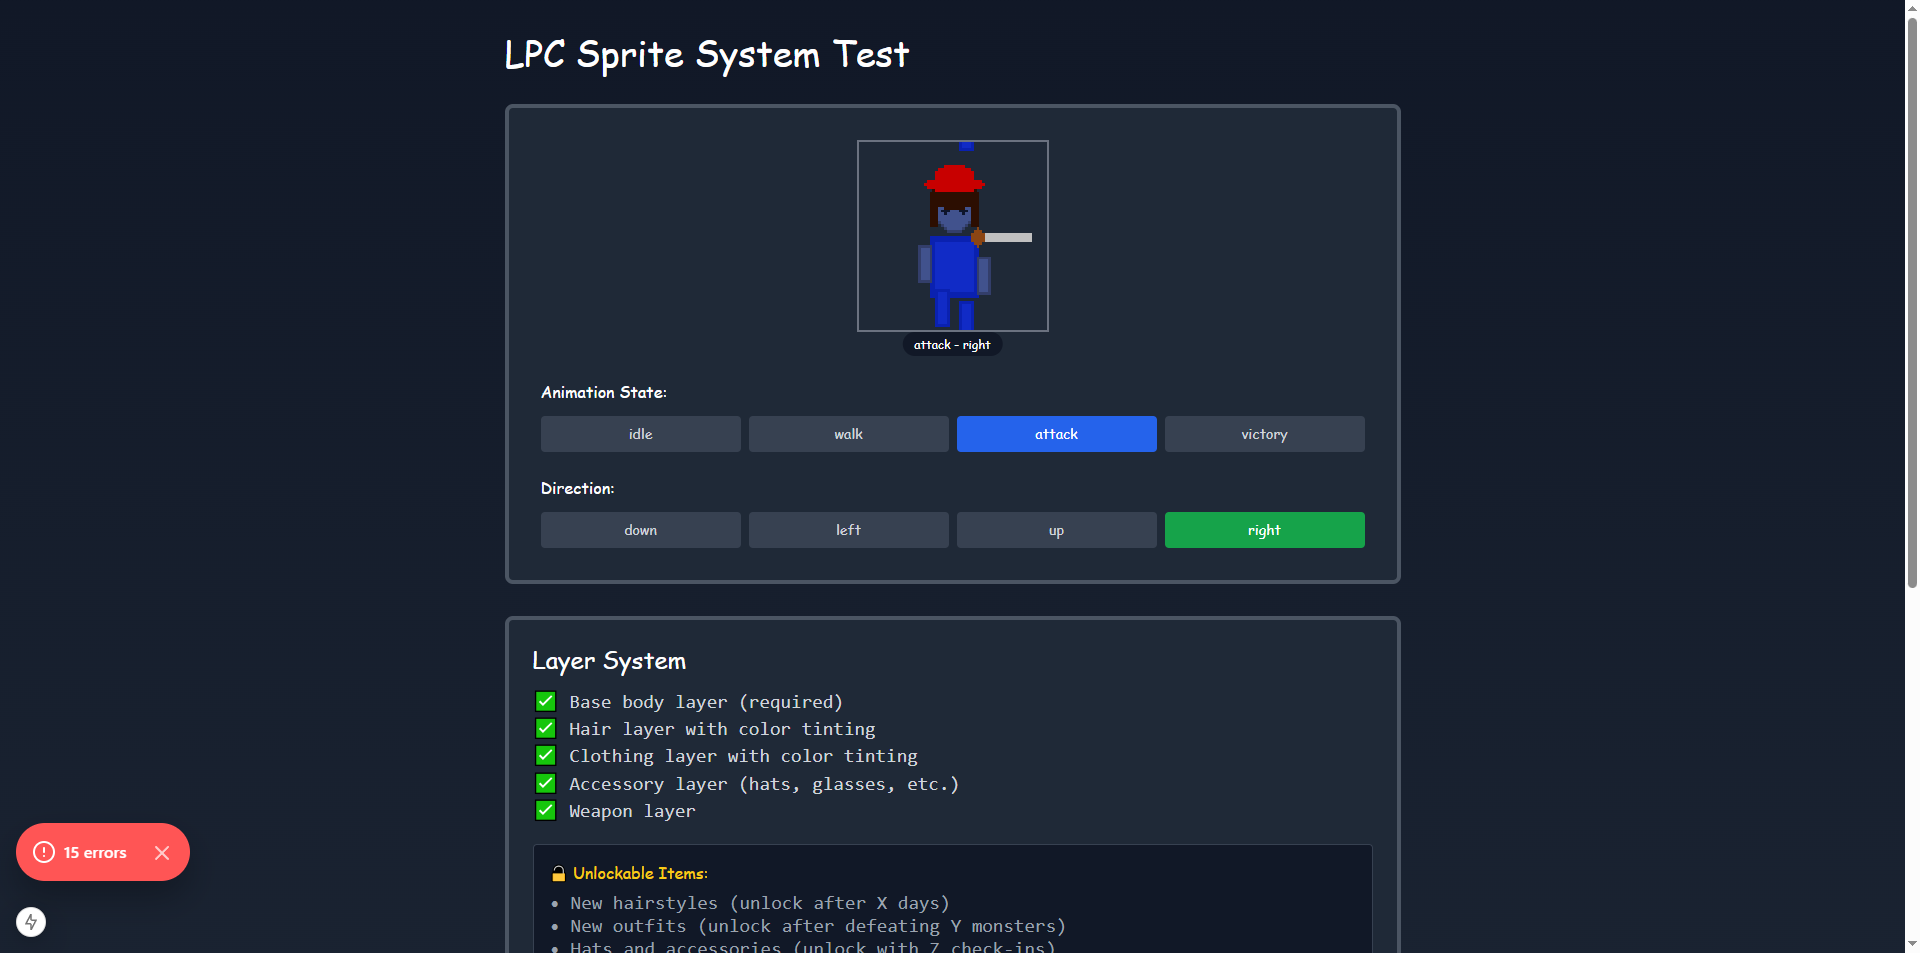 LPC Sprite System Test
attack - right
Animation State:
idle
walk
attack
victory
Direction:
down
left
up
right
Layer System
✅ Base body layer (required)
✅ Hair layer with color tinting
✅ Clothing layer with color tinting
✅ Accessory layer (hats, glasses, etc.)
✅ Weapon layer
🔓 Unlockable Items:
• New hairstyles (unlock after X days)
• New outfits (unlock after defeating Y monsters)
• Hats and accessories (unlock with Z check-ins)
15 errors